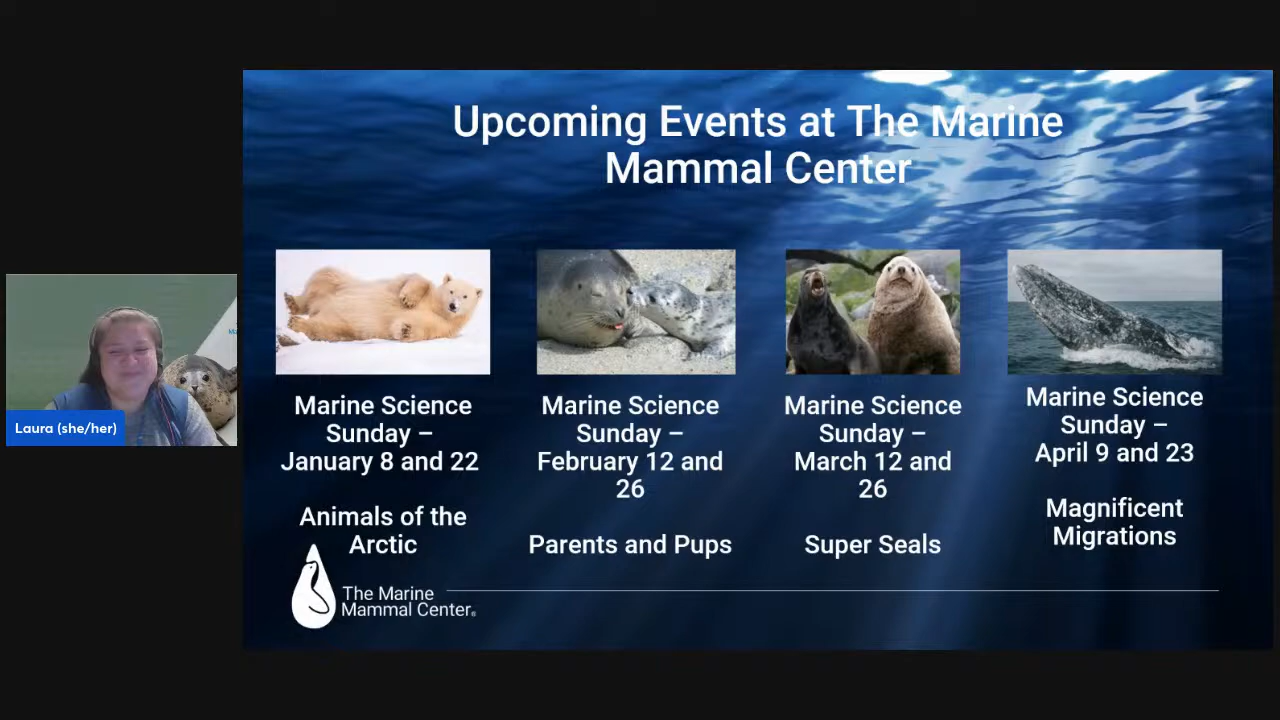 Upcoming Events at The Marine
Mammal Center
Marine Science
Sunday –
January 8 and 22
Animals of the
Arctic
Marine Science
Sunday –
February 12 and
26
Parents and Pups
Marine Science
Sunday –
March 12 and
26
Super Seals
Marine Science
Sunday –
April 9 and 23
Magnificent
Migrations
The Marine
Mammal Center
Laura (she/her)